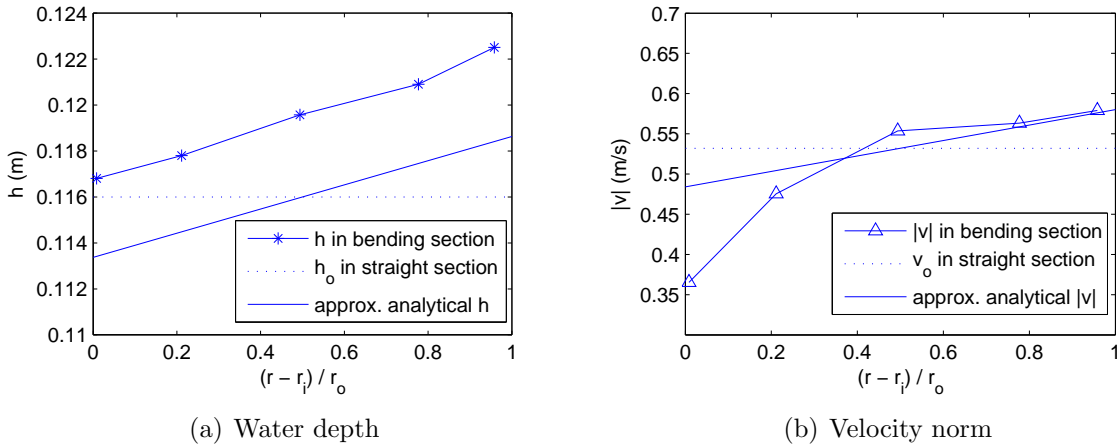 0.124
0.122
0.12
0.118
0.116
0.114
0.112
0.11
h (m)
h in bending section
h_o in straight section
approx. analytical h
0 0.2 0.4 0.6 0.8 1
(r − r_i) / r_o
(a) Water depth
0.7
0.65
0.6
0.55
0.5
0.45
0.4
0.35
|v| (m/s)
|v| in bending section
v_o in straight section
approx. analytical |v|
0 0.2 0.4 0.6 0.8 1
(r − r_i) / r_o
(b) Velocity norm